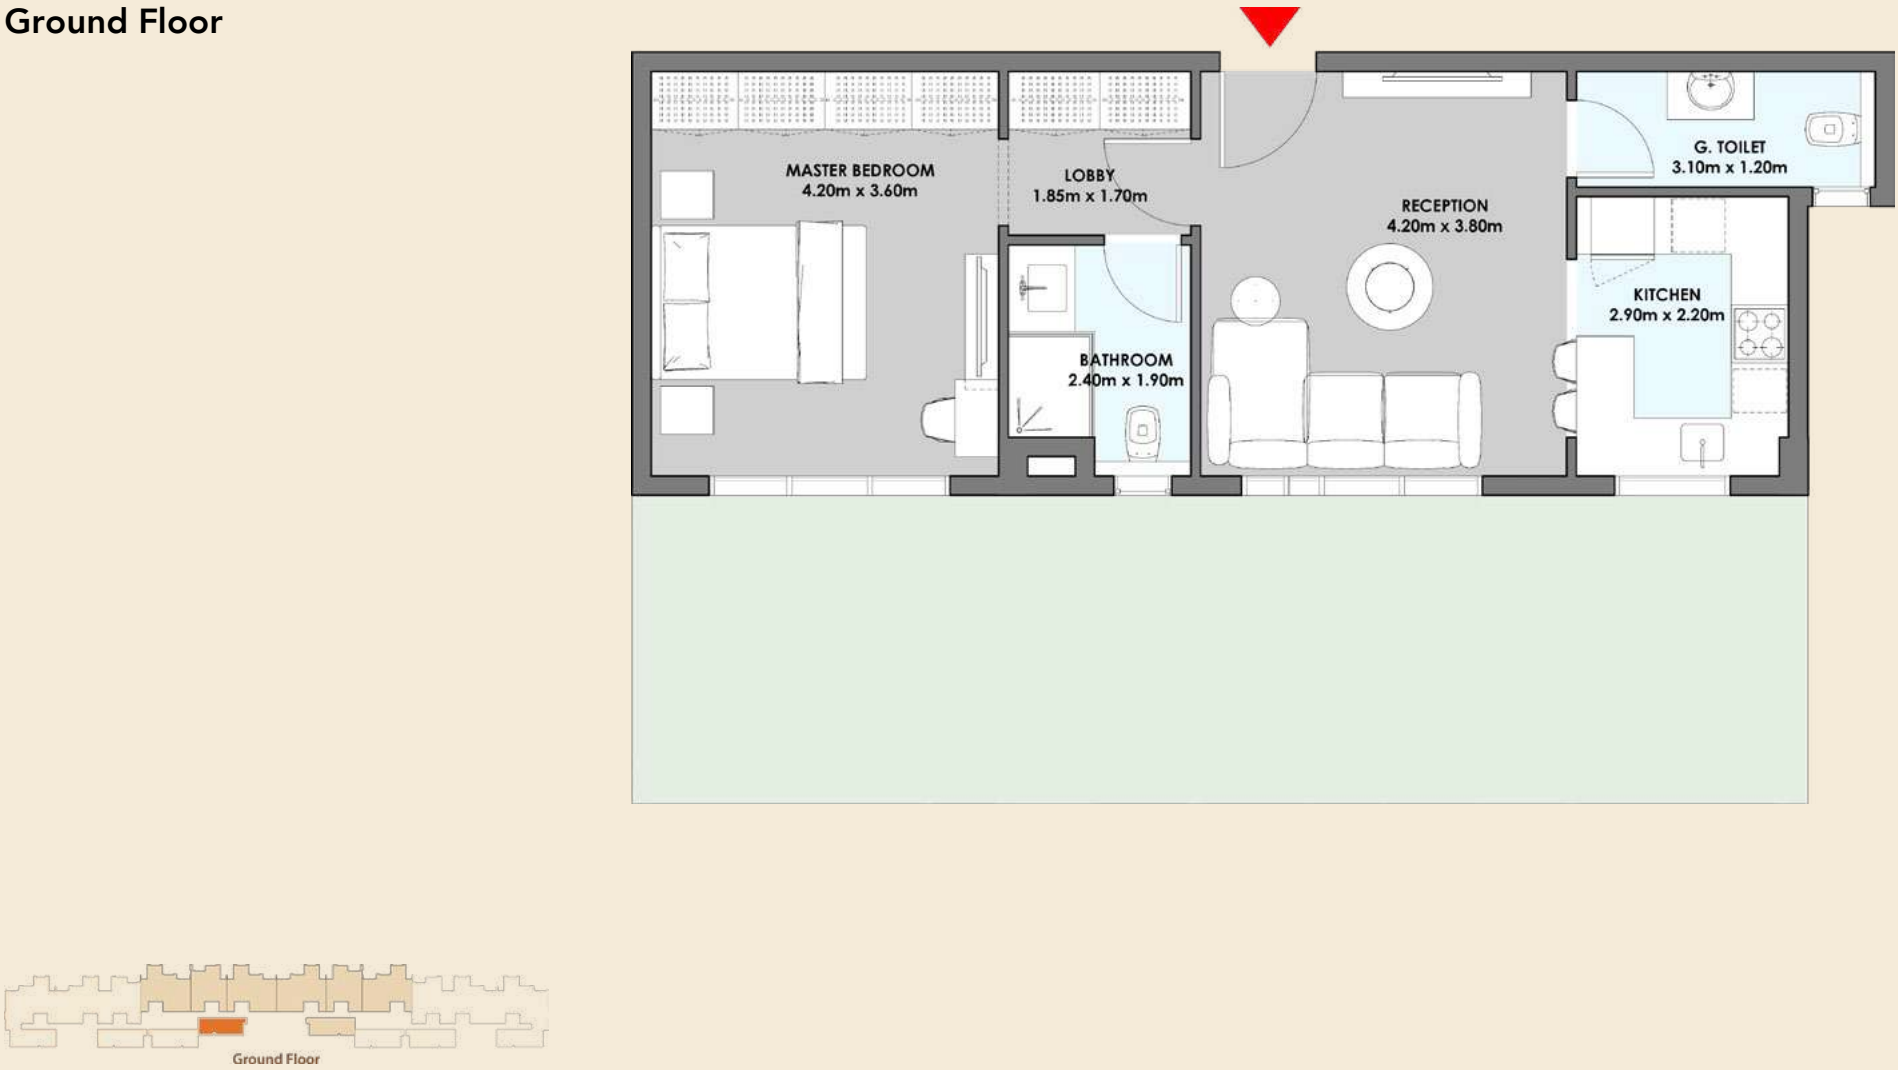 Ground Floor
MASTER BEDROOM
4.20m x 3.60m
LOBBY
1.85m x 1.70m
RECEPTION
4.20m x 3.80m
G. TOILET
3.10m x 1.20m
KITCHEN
2.90m x 2.20m
BATHROOM
2.40m x 1.90m
Ground Floor